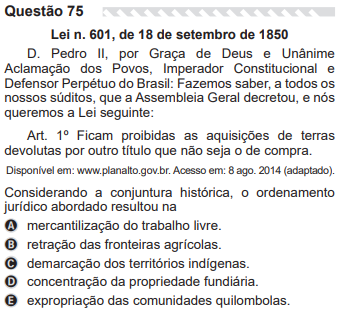 Questão 75
Lei n. 601, de 18 de setembro de 1850
D. Pedro II, por Graça de Deus e Unânime
Aclamação dos Povos, Imperador Constitucional e
Defensor Perpétuo do Brasil: Fazemos saber, a todos os
nossos súditos, que a Assembleia Geral decretou, e nós
queremos a Lei seguinte:
Art. 1º Ficam proibidas as aquisições de terras
devolutas por outro título que não seja o de compra.
Disponível em: www.planalto.gov.br. Acesso em: 8 ago. 2014 (adaptado).
Considerando a conjuntura histórica, o ordenamento
jurídico abordado resultou na
A mercantilização do trabalho livre.
B retração das fronteiras agrícolas.
C demarcação dos territórios indígenas.
D concentração da propriedade fundiária.
E expropriação das comunidades quilombolas.